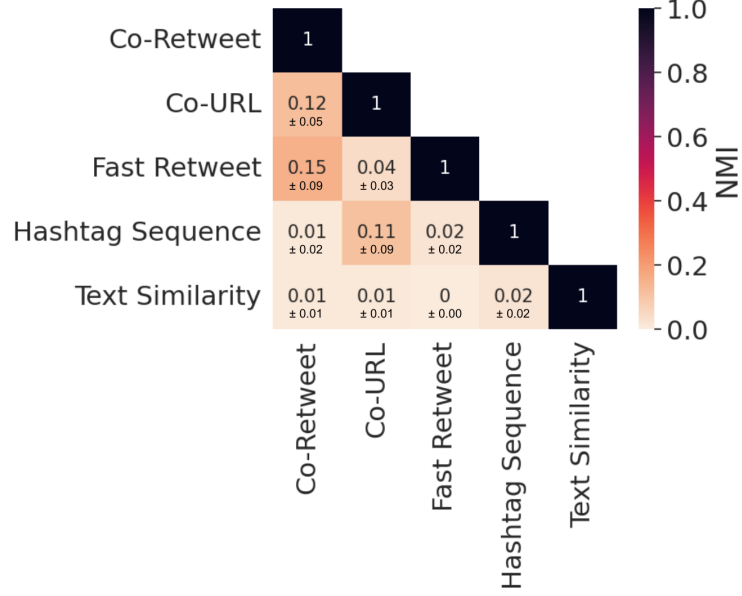 Co-Retweet 1
Co-URL 0.12 1
± 0.05
Fast Retweet 0.15 0.04 1
± 0.09 ± 0.03
Hashtag Sequence 0.01 0.11 0.02 1
± 0.02 ± 0.09 ± 0.02
Text Similarity 0.01 0.01 0 0.02 1
± 0.01 ± 0.01 ± 0.00 ± 0.02
Co-Retweet
Co-URL
Fast Retweet
Hashtag Sequence
Text Similarity
1.0
0.8
0.6
0.4
0.2
0.0
NMI